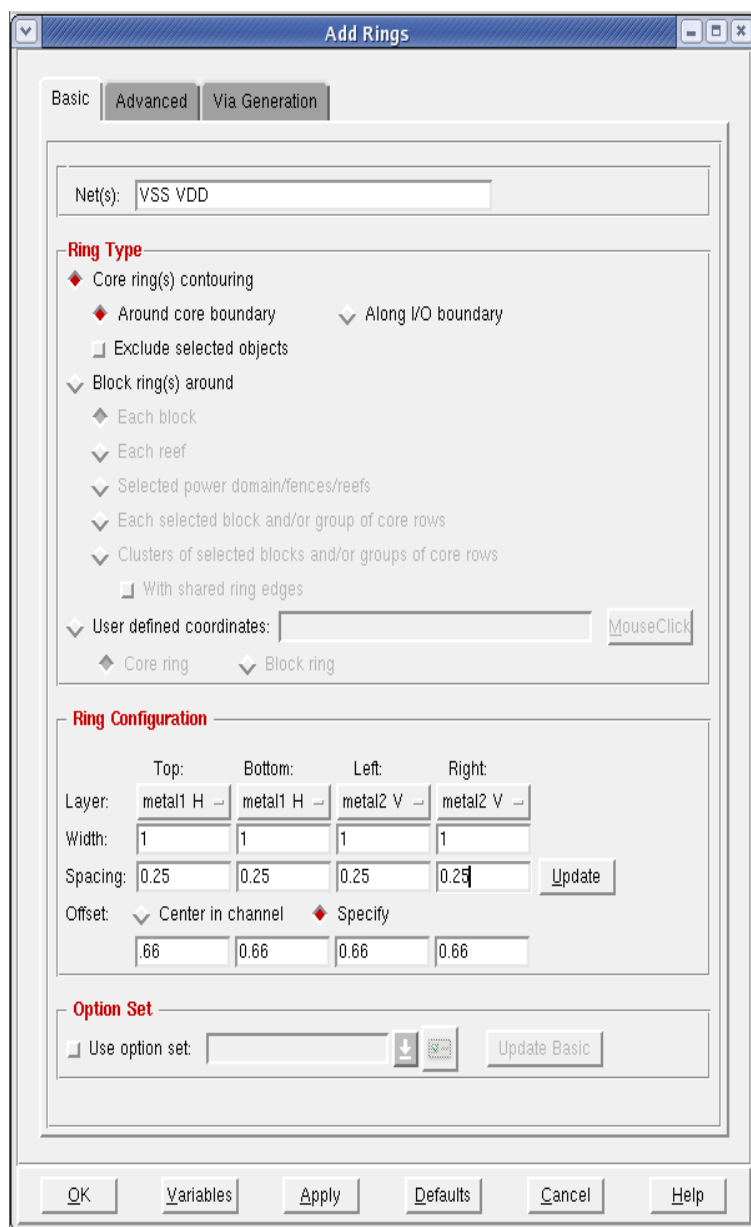 Add Rings
Basic Advanced Via Generation
Net(s): VSS VDD
Ring Type
Core ring(s) contouring
Around core boundary Along I/O boundary
Exclude selected objects
Block ring(s) around
Each block
Each reef
Selected power domain/fences/reefs
Each selected block and/or group of core rows
Clusters of selected blocks and/or groups of core rows
With shared ring edges
User defined coordinates: MouseClick
Core ring Block ring
Ring Configuration
Top: Bottom: Left: Right:
Layer: metal1 H metal1 H metal2 V metal2 V
Width: 1 1 1 1
Spacing: 0.25 0.25 0.25 0.25 Update
Offset: Center in channel Specify
.66 0.66 0.66 0.66
Option Set
Use option set: Update Basic
OK Variables Apply Defaults Cancel Help